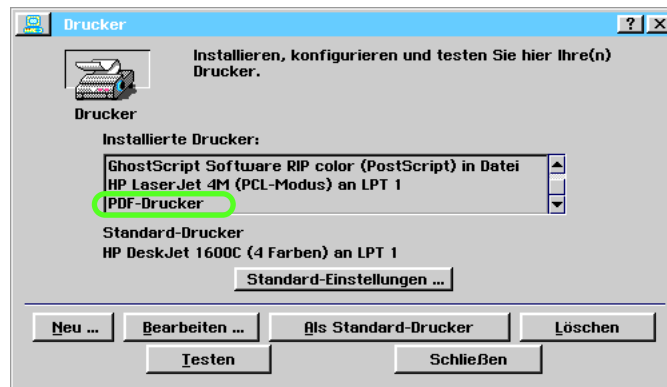 Drucker
? X
Installieren, konfigurieren und testen Sie hier Ihre(n)
Drucker.
Drucker
Installierte Drucker:
GhostScript Software RIP color (PostScript) in Datei
HP LaserJet 4M (PCL-Modus) an LPT 1
PDF-Drucker
Standard-Drucker
HP DeskJet 1600C (4 Farben) an LPT 1
Standard-Einstellungen ...
Neu ... Bearbeiten ... Als Standard-Drucker Löschen
Testen Schließen